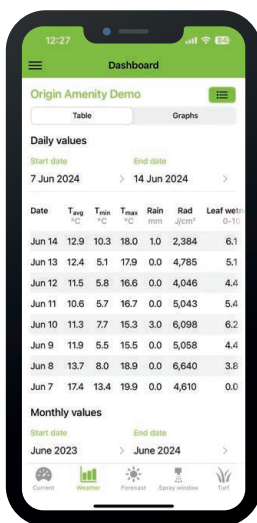 12:27 84
Dashboard
Origin Amenity Demo
Table Graphs
Daily values
Start date End date
7 Jun 2024 > 14 Jun 2024 >
Date Tavg Tmin Tmax Rain Rad Leaf wetn
°C °C °C mm J/cm² 0-10
Jun 14 12.9 10.3 18.0 1.0 2,384 6.1
Jun 13 12.4 5.1 17.9 0.0 4,785 5.1
Jun 12 11.5 5.8 16.6 0.0 4,046 4.4
Jun 11 10.6 5.7 16.7 0.0 5,043 5.4
Jun 10 11.3 7.7 15.3 3.0 6,098 6.2
Jun 9 11.9 5.5 15.5 0.0 5,058 4.4
Jun 8 13.7 8.0 18.9 0.0 6,640 3.8
Jun 7 17.4 13.4 19.9 0.0 4,610 0.0
Monthly values
Start date End date
June 2023 > June 2024 >
Current Weather Forecast Spray window Turf